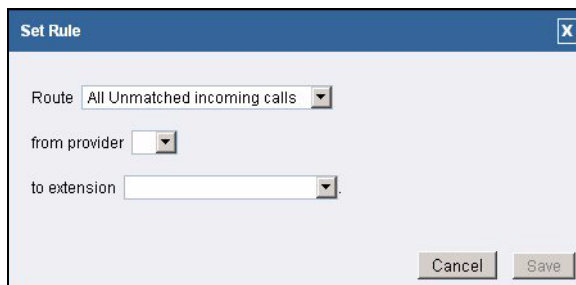 Set Rule X
Route All Unmatched incoming calls
from provider
to extension .
Cancel Save